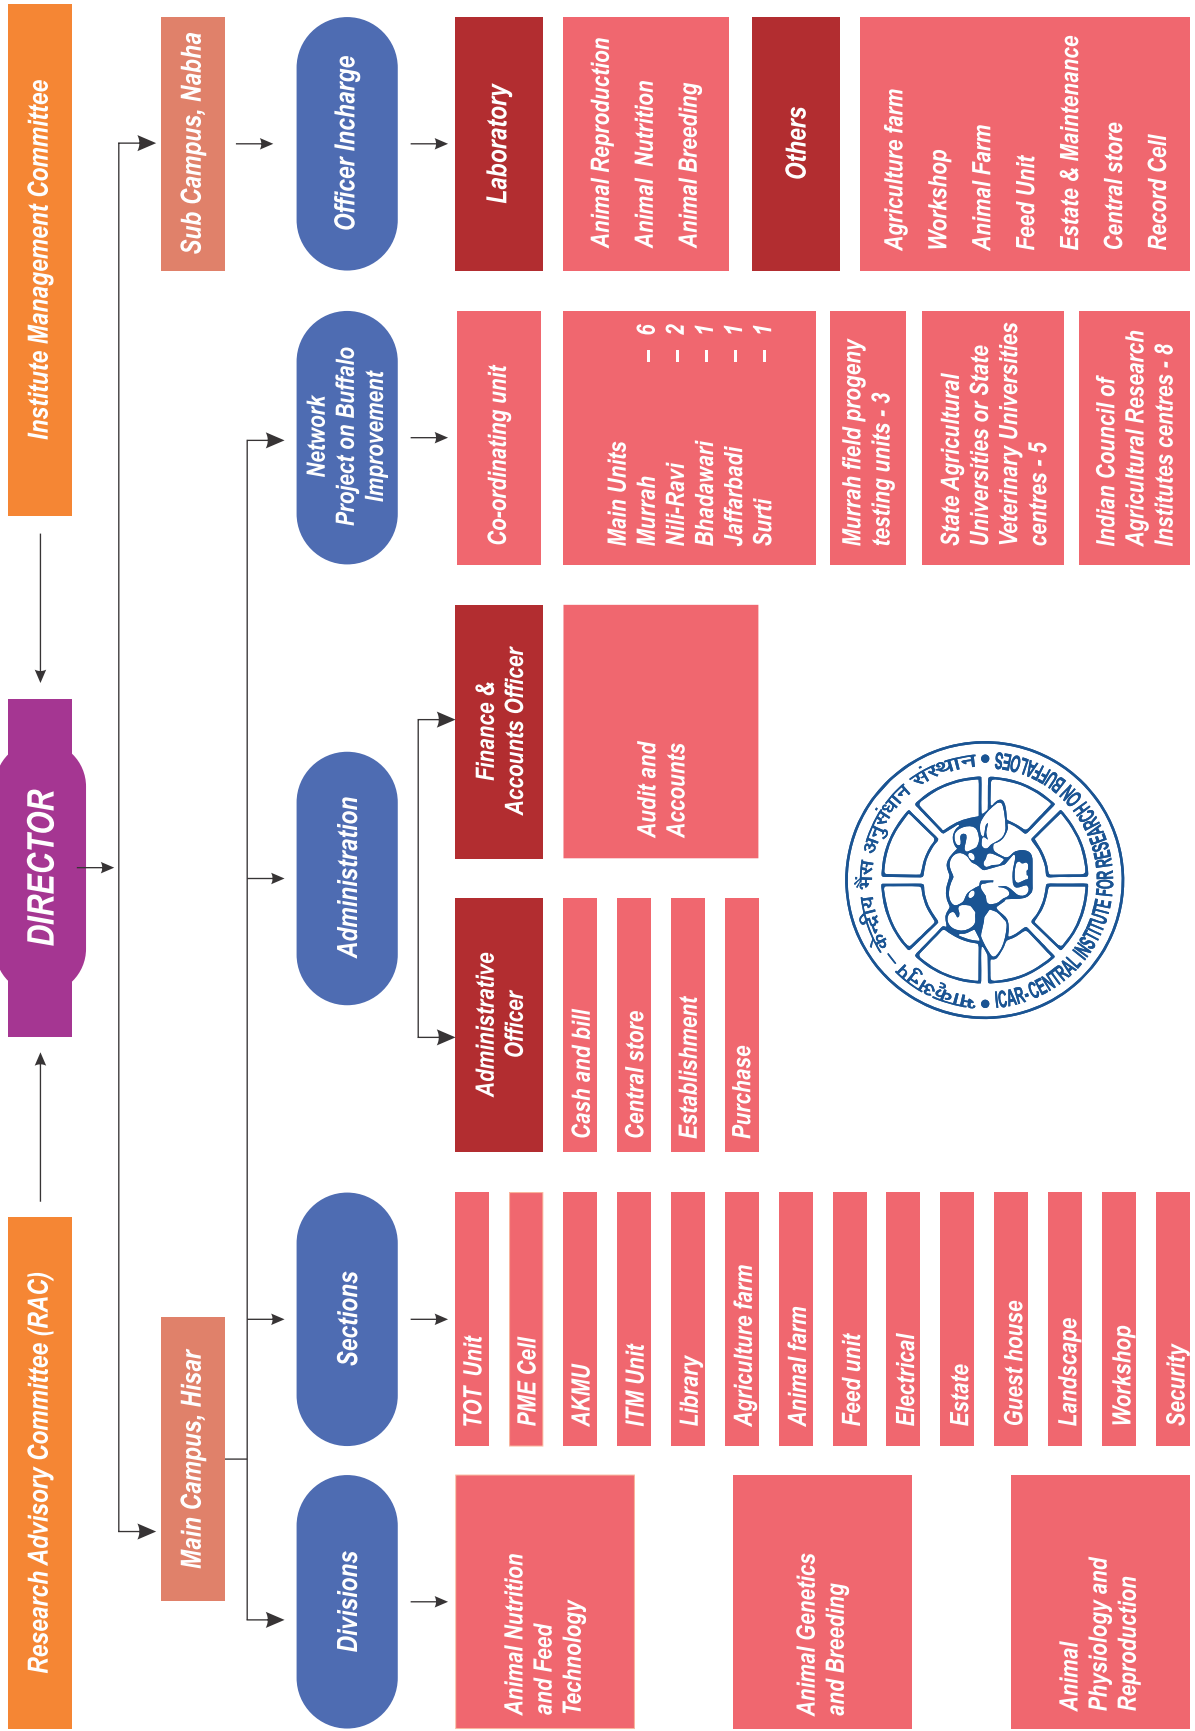 Research Advisory Committee (RAC)
DIRECTOR
Institute Management Committee
Main Campus, Hisar
Sub Campus, Nabha
Divisions
Sections
Administration
Network
Project on Buffalo
Improvement
Officer Incharge
Animal Nutrition
and Feed
Technology
Animal Genetics
and Breeding
Animal
Physiology and
Reproduction
TOT Unit
PME Cell
AKMU
ITM Unit
Library
Agriculture farm
Animal farm
Feed unit
Electrical
Estate
Guest house
Landscape
Workshop
Security
Administrative
Officer
Cash and bill
Central store
Establishment
Purchase
Finance &
Accounts Officer
Audit and
Accounts
Co-ordinating unit
Main Units
Murrah – 6
Nili-Ravi – 2
Bhadawari – 1
Jaffarbadi – 1
Surti – 1
Murrah field progeny
testing units - 3
State Agricultural
Universities or State
Veterinary Universities
centres - 5
Indian Council of
Agricultural Research
Institutes centres - 8
Laboratory
Animal Reproduction
Animal Nutrition
Animal Breeding
Others
Agriculture farm
Workshop
Animal Farm
Feed Unit
Estate & Maintenance
Central store
Record Cell
भाकृअनुप – केन्द्रीय भैंस अनुसंधान संस्थान
ICAR-CENTRAL INSTITUTE FOR RESEARCH ON BUFFALOES